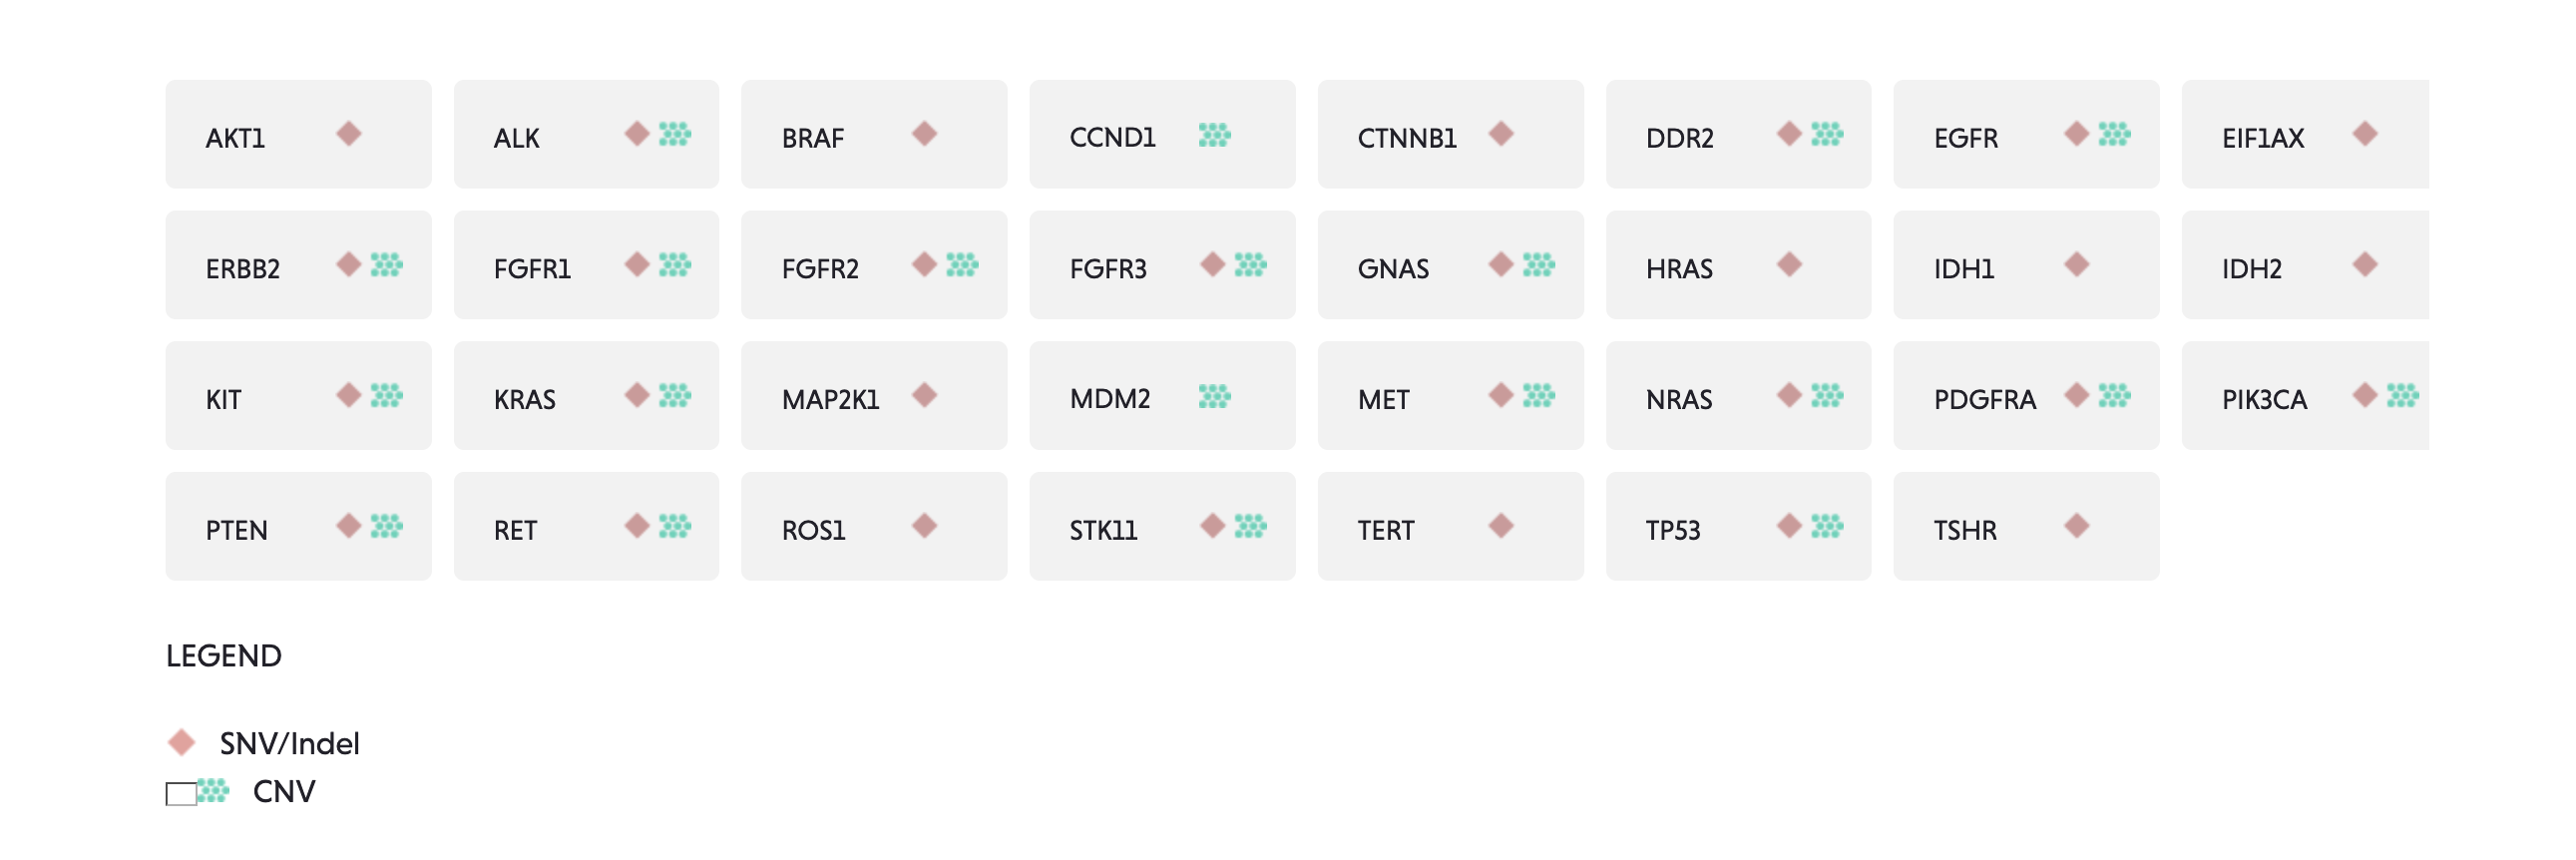 AKT1 ALK BRAF CCND1 CTNNB1 DDR2 EGFR EIF1AX
ERBB2 FGFR1 FGFR2 FGFR3 GNAS HRAS IDH1 IDH2
KIT KRAS MAP2K1 MDM2 MET NRAS PDGFRA PIK3CA
PTEN RET ROS1 STK11 TERT TP53 TSHR
LEGEND
SNV/Indel
CNV